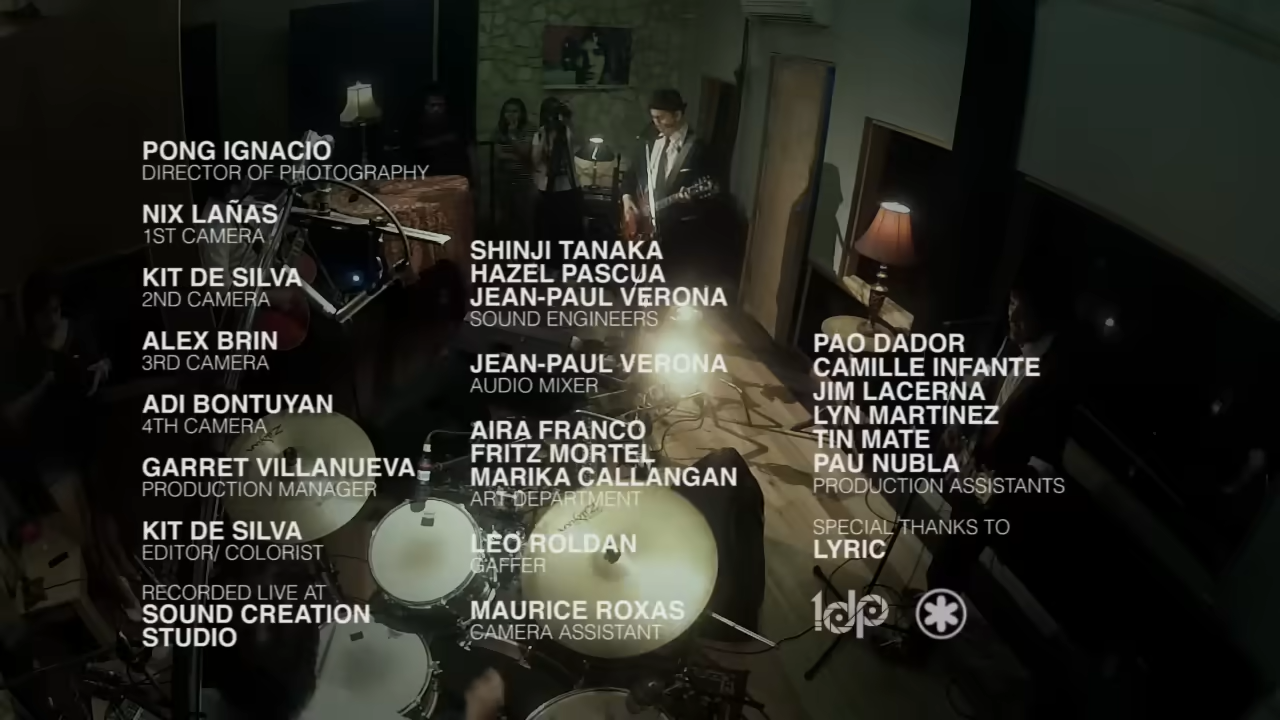 PONG IGNACIO
DIRECTOR OF PHOTOGRAPHY
NIX LAÑAS
1ST CAMERA
KIT DE SILVA
2ND CAMERA
ALEX BRIN
3RD CAMERA
ADI BONTUYAN
4TH CAMERA
GARRET VILLANUEVA
PRODUCTION MANAGER
KIT DE SILVA
EDITOR/ COLORIST
RECORDED LIVE AT
SOUND CREATION
STUDIO
SHINJI TANAKA
HAZEL PASCUA
JEAN-PAUL VERONA
SOUND ENGINEERS
JEAN-PAUL VERONA
AUDIO MIXER
AIRA FRANCO
FRITZ MORTEL
MARIKA CALLANGAN
ART DEPARTMENT
LEO ROLDAN
GAFFER
MAURICE ROXAS
CAMERA ASSISTANT
PAO DADOR
CAMILLE INFANTE
JIM LACERNA
LYN MARTINEZ
TIN MATE
PAU NUBLA
PRODUCTION ASSISTANTS
SPECIAL THANKS TO
LYRIC